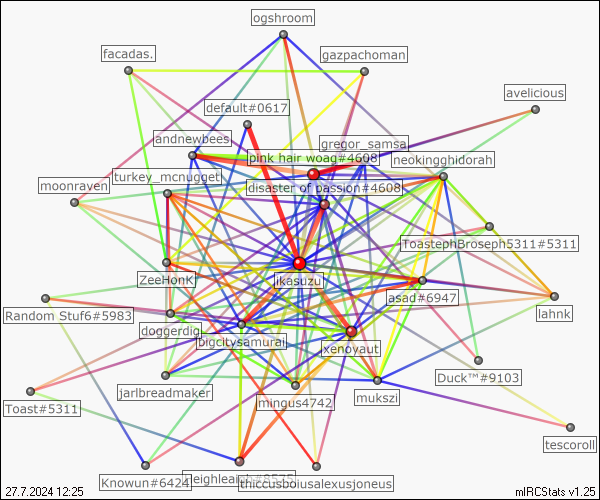 ogshroom
gazpachoman
facadas.
avelicious
default#0617
andnewbees
gregor_samsa
pink hair woag#4608
neokingghidorah
turkey_mcnugget
moonraven
disaster of passion#4608
ToastephBroseph5311#5311
ZeeHonK
ikasuzu
asad#6947
lahnk
Random Stuf6#5983
doggerdig
bigcitysamurai
xenoyaut
Duck™#9103
jarlbreadmaker
mingus4742
mukszi
Toast#5311
tescoroll
Knowun#6424
thiccusboiusalexusjoneus
27.7.2024 12:25
mIRCStats v1.25